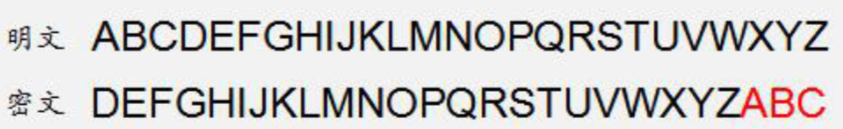 明文 ABCDEFGHIJKLMNOPQRSTUVWXYZ
密文 DEFGHIJKLMNOPQRSTUVWXYZABC